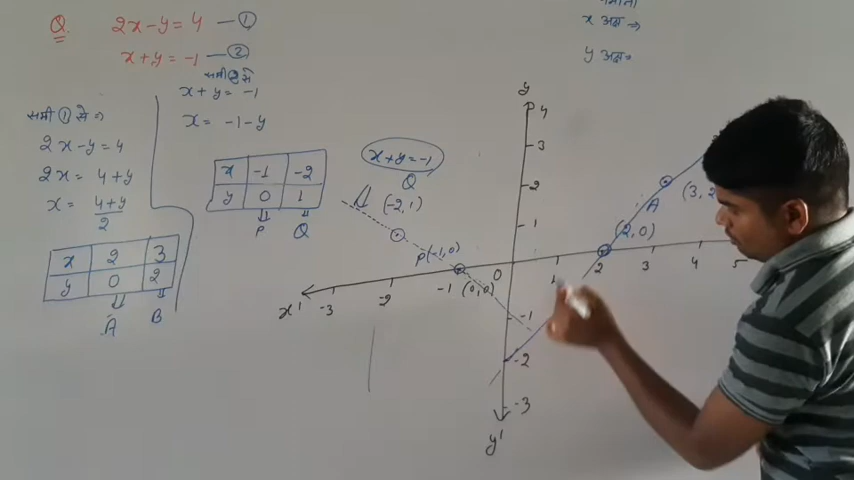 Q. 2x-y=4 —①
x+y=-1 —②
समी ② से
x+y=-1
x= -1-y
समी ① से ⇒
2x-y=4
2x= 4+y
x= 4+y
2
x 2 3
y 0 2
A B
x -1 -2
y 0 1
P Q
x+y=-1
Q
(-2,1)
P(-1,0)
(0,0)
x अक्ष ⇒
y अक्ष
y
4
3
2
1
0
x' -3 -2 -1 1 2 3 4 5
-1
-2
-3
y'
(2,0)
A